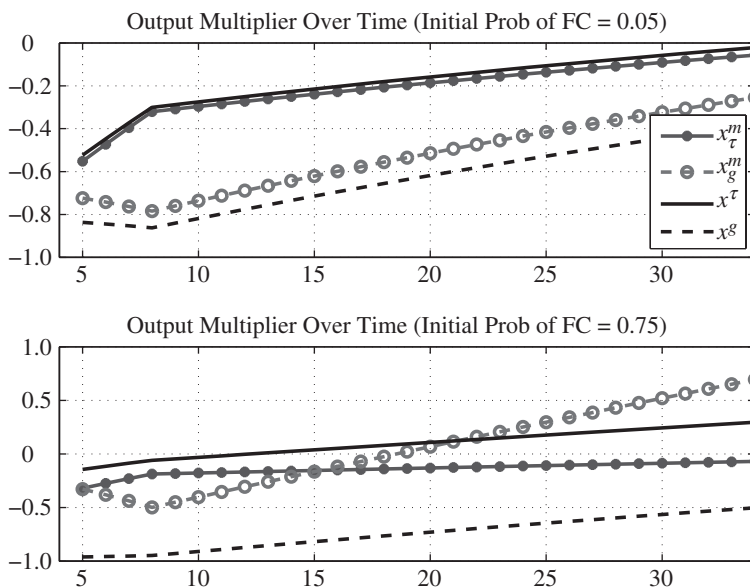 Output Multiplier Over Time (Initial Prob of FC = 0.05)
0
−0.2
−0.4
−0.6
−0.8
−1.0
5 10 15 20 25 30
x_τ^m
x_g^m
x^τ
x^g
Output Multiplier Over Time (Initial Prob of FC = 0.75)
1.0
0.5
0
−0.5
−1.0
5 10 15 20 25 30